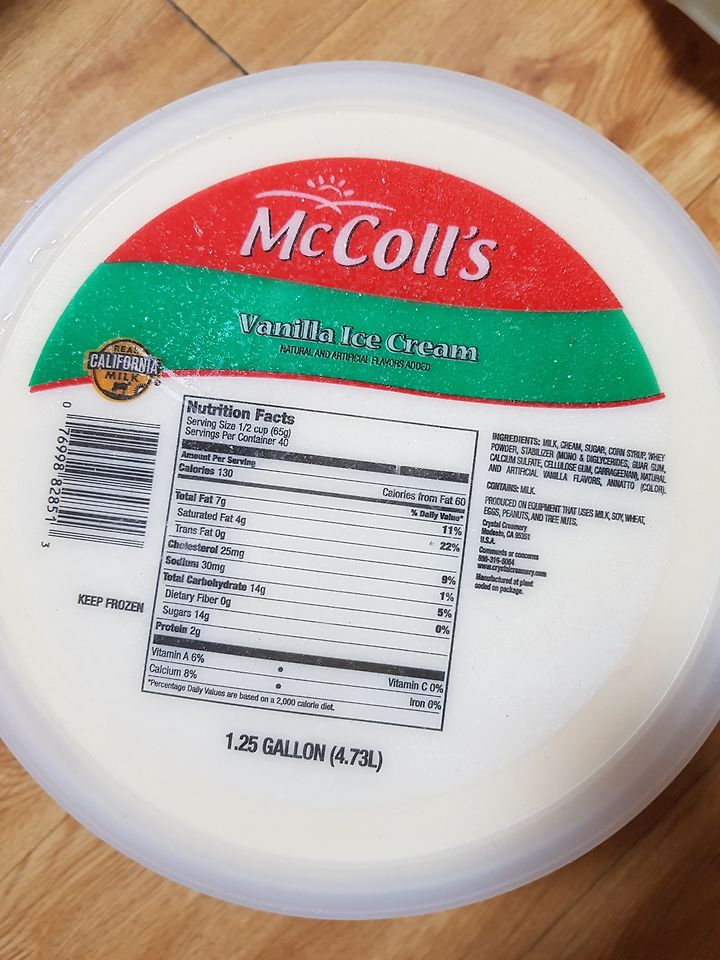 McColl's
Vanilla Ice Cream
NATURAL AND ARTIFICIAL FLAVORS ADDED
REAL
CALIFORNIA
MILK
0 76998 82851 3
KEEP FROZEN
Nutrition Facts
Serving Size 1/2 cup (65g)
Servings Per Container 40
Amount Per Serving
Calories 130 Calories from Fat 60
% Daily Value*
Total Fat 7g 11%
Saturated Fat 4g 22%
Trans Fat 0g
Cholesterol 25mg 9%
Sodium 30mg 1%
Total Carbohydrate 14g 5%
Dietary Fiber 0g 0%
Sugars 14g
Protein 2g
Vitamin A 6% • Vitamin C 0%
Calcium 8% • Iron 0%
*Percentage Daily Values are based on a 2,000 calorie diet.
INGREDIENTS: MILK, CREAM, SUGAR, CORN SYRUP, WHEY
POWDER, STABILIZER (MONO & DIGLYCERIDES, GUAR GUM,
CALCIUM SULFATE, CELLULOSE GUM, CARRAGEENAN), NATURAL
AND ARTIFICIAL VANILLA FLAVORS, ANNATTO (COLOR).
CONTAINS: MILK.
PRODUCED ON EQUIPMENT THAT USES MILK, SOY, WHEAT,
EGGS, PEANUTS, AND TREE NUTS.
Crystal Creamery
Modesto, CA 95351
U.S.A.
Comments or concerns
866-316-6064
www.crystalcreamery.com
Manufactured at plant
coded on package.
1.25 GALLON (4.73L)